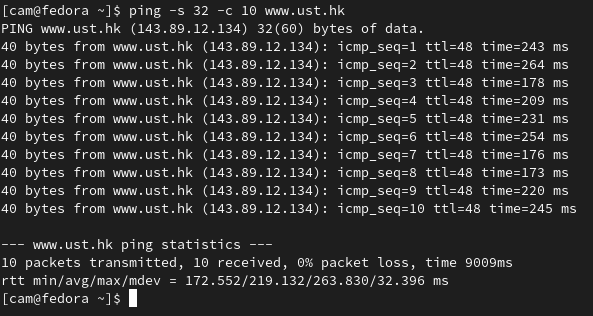 [cam@fedora ~]$ ping -s 32 -c 10 www.ust.hk
PING www.ust.hk (143.89.12.134) 32(60) bytes of data.
40 bytes from www.ust.hk (143.89.12.134): icmp_seq=1 ttl=48 time=243 ms
40 bytes from www.ust.hk (143.89.12.134): icmp_seq=2 ttl=48 time=264 ms
40 bytes from www.ust.hk (143.89.12.134): icmp_seq=3 ttl=48 time=178 ms
40 bytes from www.ust.hk (143.89.12.134): icmp_seq=4 ttl=48 time=209 ms
40 bytes from www.ust.hk (143.89.12.134): icmp_seq=5 ttl=48 time=231 ms
40 bytes from www.ust.hk (143.89.12.134): icmp_seq=6 ttl=48 time=254 ms
40 bytes from www.ust.hk (143.89.12.134): icmp_seq=7 ttl=48 time=176 ms
40 bytes from www.ust.hk (143.89.12.134): icmp_seq=8 ttl=48 time=173 ms
40 bytes from www.ust.hk (143.89.12.134): icmp_seq=9 ttl=48 time=220 ms
40 bytes from www.ust.hk (143.89.12.134): icmp_seq=10 ttl=48 time=245 ms
--- www.ust.hk ping statistics ---
10 packets transmitted, 10 received, 0% packet loss, time 9009ms
rtt min/avg/max/mdev = 172.552/219.132/263.830/32.396 ms
[cam@fedora ~]$